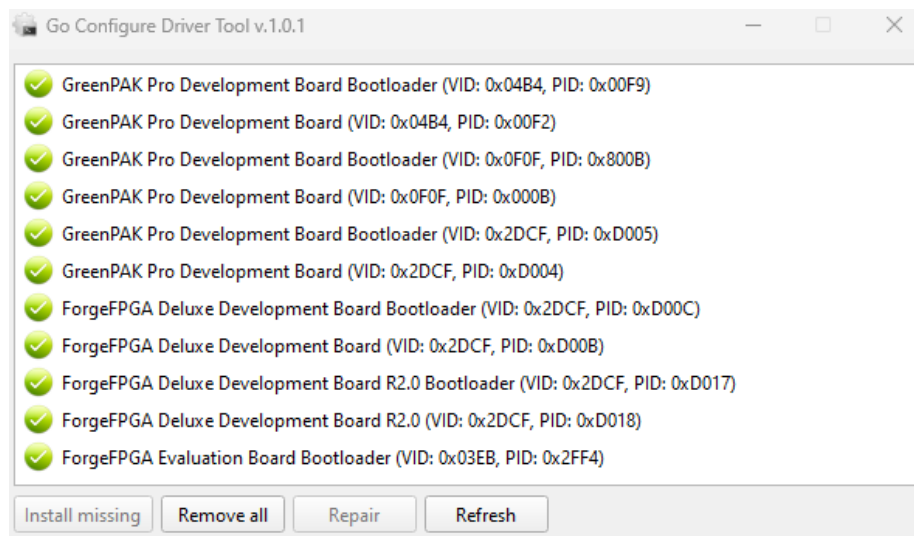 Go Configure Driver Tool v.1.0.1
GreenPAK Pro Development Board Bootloader (VID: 0x04B4, PID: 0x00F9)
GreenPAK Pro Development Board (VID: 0x04B4, PID: 0x00F2)
GreenPAK Pro Development Board Bootloader (VID: 0x0F0F, PID: 0x800B)
GreenPAK Pro Development Board (VID: 0x0F0F, PID: 0x000B)
GreenPAK Pro Development Board Bootloader (VID: 0x2DCF, PID: 0xD005)
GreenPAK Pro Development Board (VID: 0x2DCF, PID: 0xD004)
ForgeFPGA Deluxe Development Board Bootloader (VID: 0x2DCF, PID: 0xD00C)
ForgeFPGA Deluxe Development Board (VID: 0x2DCF, PID: 0xD00B)
ForgeFPGA Deluxe Development Board R2.0 Bootloader (VID: 0x2DCF, PID: 0xD017)
ForgeFPGA Deluxe Development Board R2.0 (VID: 0x2DCF, PID: 0xD018)
ForgeFPGA Evaluation Board Bootloader (VID: 0x03EB, PID: 0x2FF4)
Install missing Remove all Repair Refresh